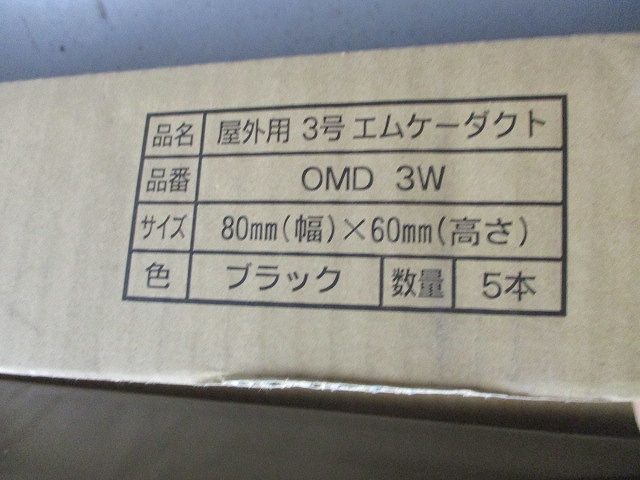 品名 屋外用 3号 エムケーダクト
品番 OMD 3W
サイズ 80mm(幅)×60mm(高さ)
色 ブラック 数量 5本